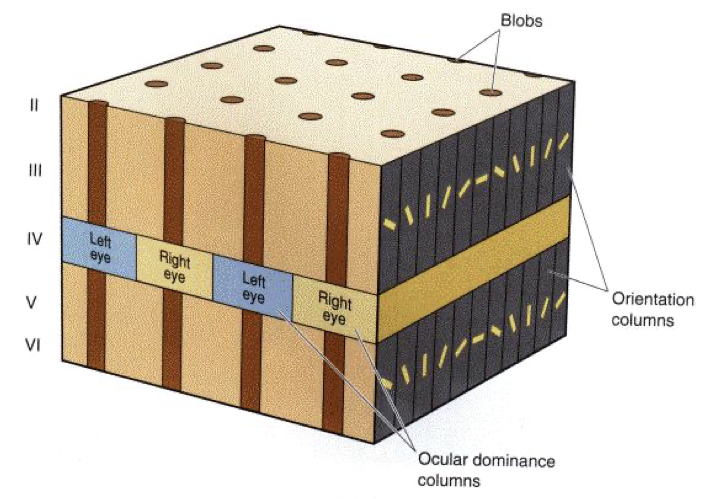 Blobs
II
III
IV
V
VI
Left
eye
Right
eye
Left
eye
Right
eye
Orientation
columns
Ocular dominance
columns